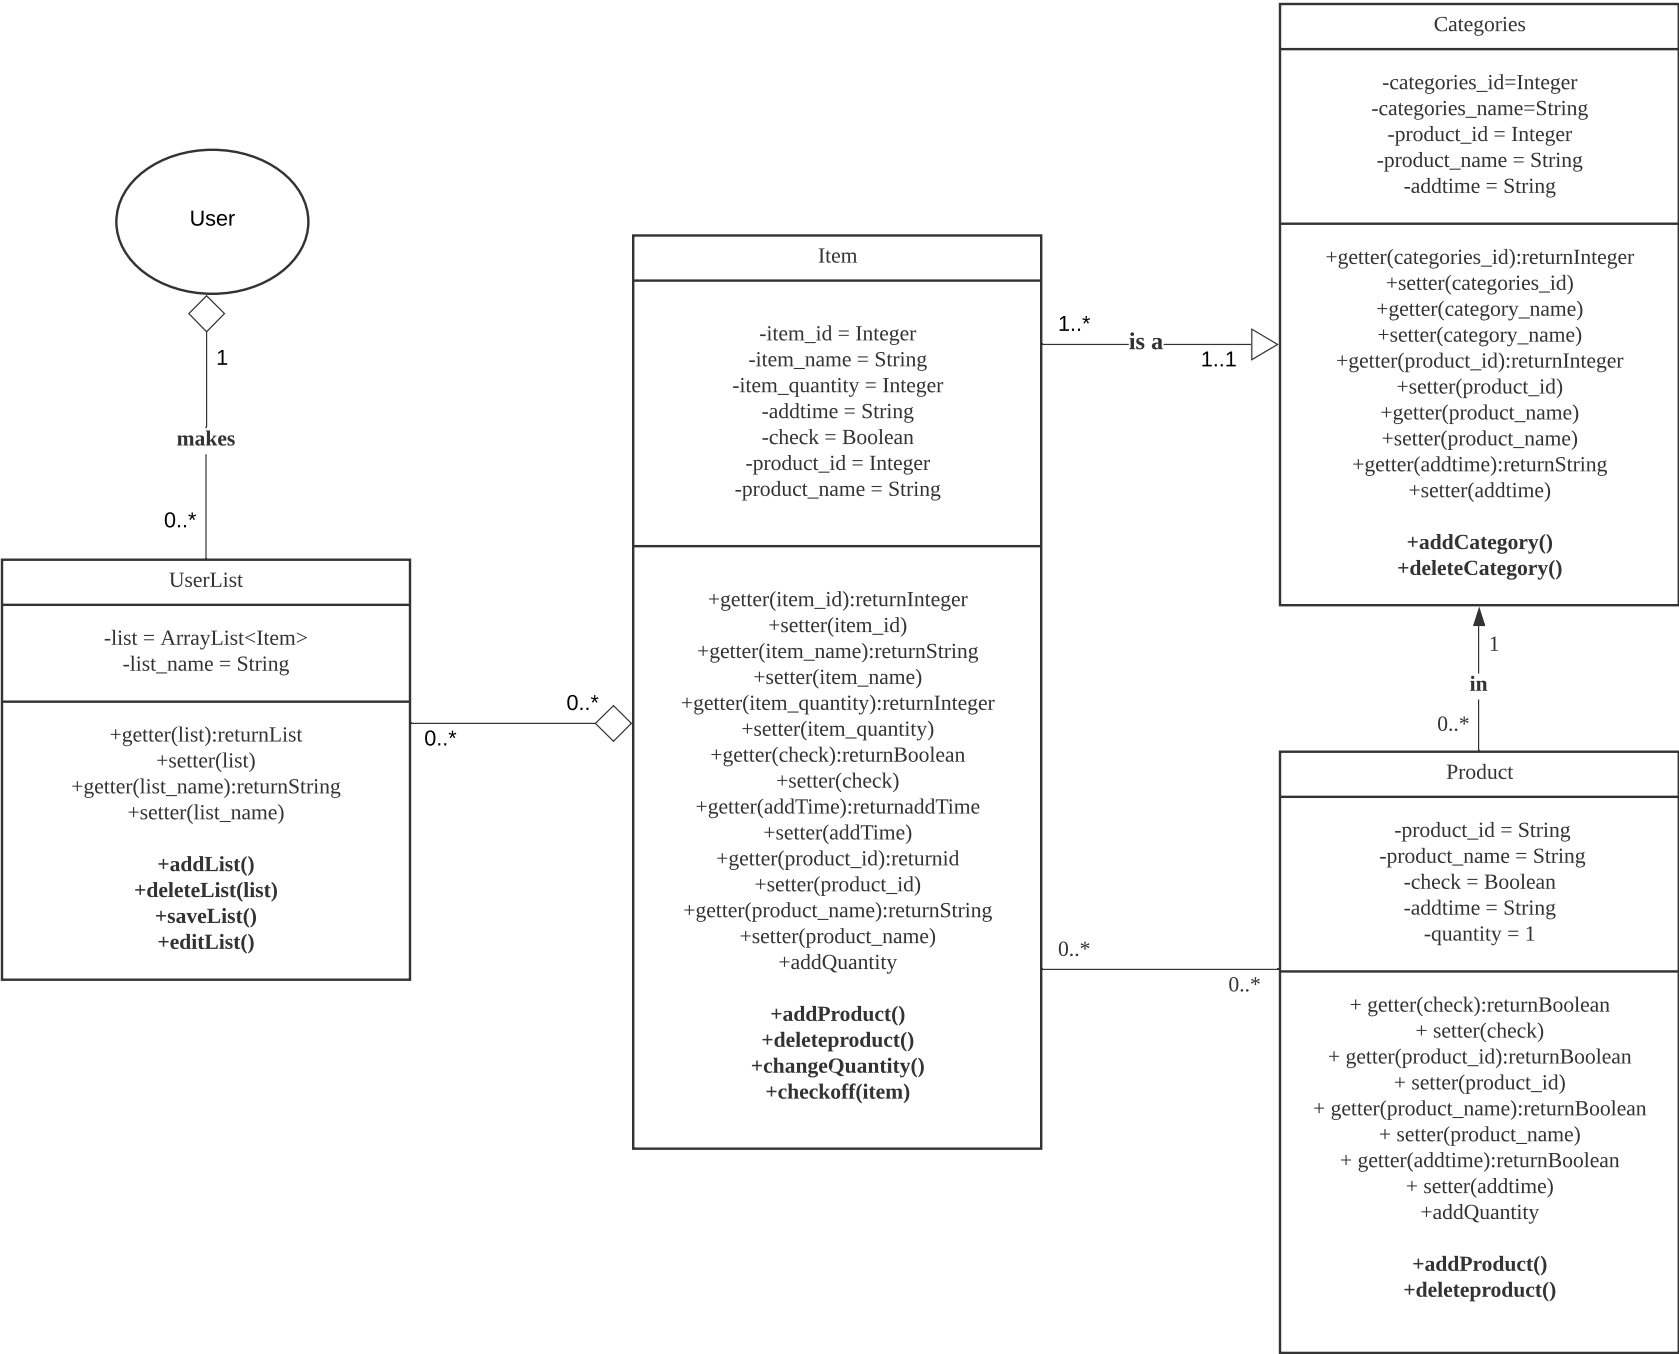 User
1
makes
0..*
UserList
-list = ArrayList<Item>
-list_name = String
+getter(list):returnList
+setter(list)
+getter(list_name):returnString
+setter(list_name)
+addList()
+deleteList(list)
+saveList()
+editList()
0..*
0..*
Item
-item_id = Integer
-item_name = String
-item_quantity = Integer
-addtime = String
-check = Boolean
-product_id = Integer
-product_name = String
+getter(item_id):returnInteger
+setter(item_id)
+getter(item_name):returnString
+setter(item_name)
+getter(item_quantity):returnInteger
+setter(item_quantity)
+getter(check):returnBoolean
+setter(check)
+getter(addTime):returnaddTime
+setter(addTime)
+getter(product_id):returnid
+setter(product_id)
+getter(product_name):returnString
+setter(product_name)
+addQuantity
+addProduct()
+deleteproduct()
+changeQuantity()
+checkoff(item)
1..*
is a
1..1
Categories
-categories_id=Integer
-categories_name=String
-product_id = Integer
-product_name = String
-addtime = String
+getter(categories_id):returnInteger
+setter(categories_id)
+getter(category_name)
+setter(category_name)
+getter(product_id):returnInteger
+setter(product_id)
+getter(product_name)
+setter(product_name)
+getter(addtime):returnString
+setter(addtime)
+addCategory()
+deleteCategory()
1
in
0..*
0..*
0..*
Product
-product_id = String
-product_name = String
-check = Boolean
-addtime = String
-quantity = 1
+ getter(check):returnBoolean
+ setter(check)
+ getter(product_id):returnBoolean
+ setter(product_id)
+ getter(product_name):returnBoolean
+ setter(product_name)
+ getter(addtime):returnBoolean
+ setter(addtime)
+addQuantity
+addProduct()
+deleteproduct()